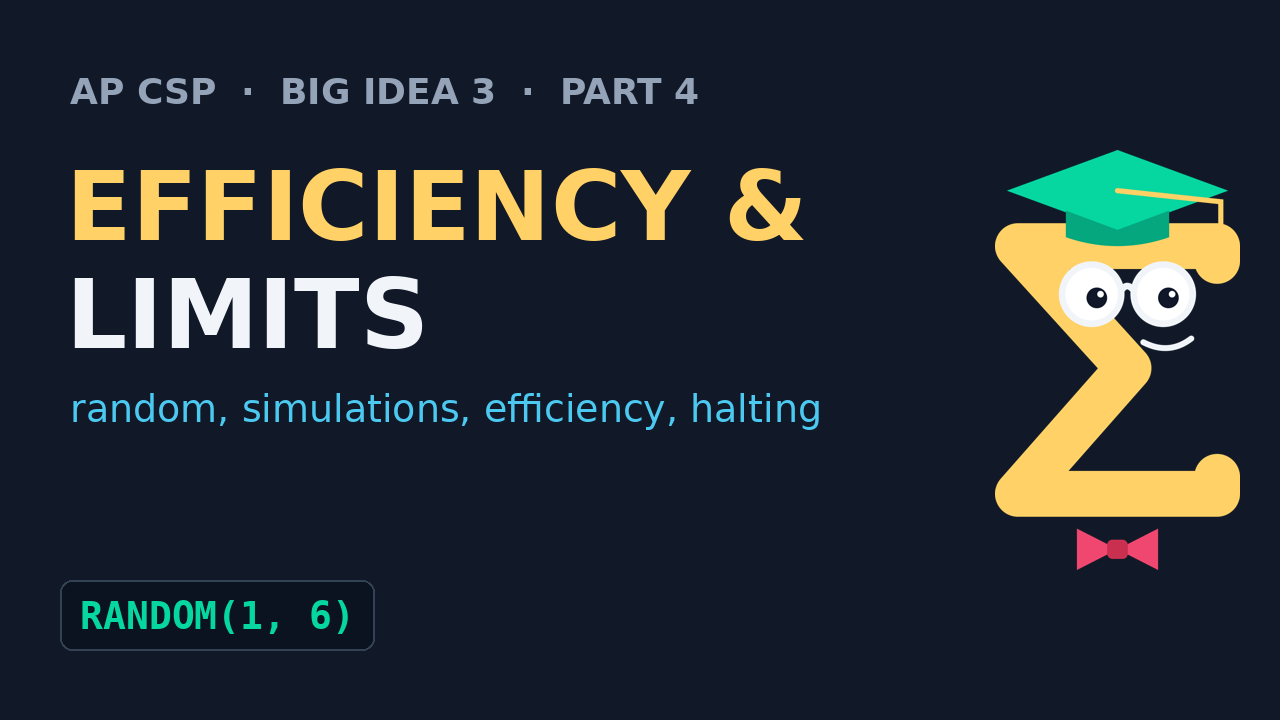 AP CSP · BIG IDEA 3 · PART 4
EFFICIENCY &
LIMITS
random, simulations, efficiency, halting
RANDOM(1, 6)